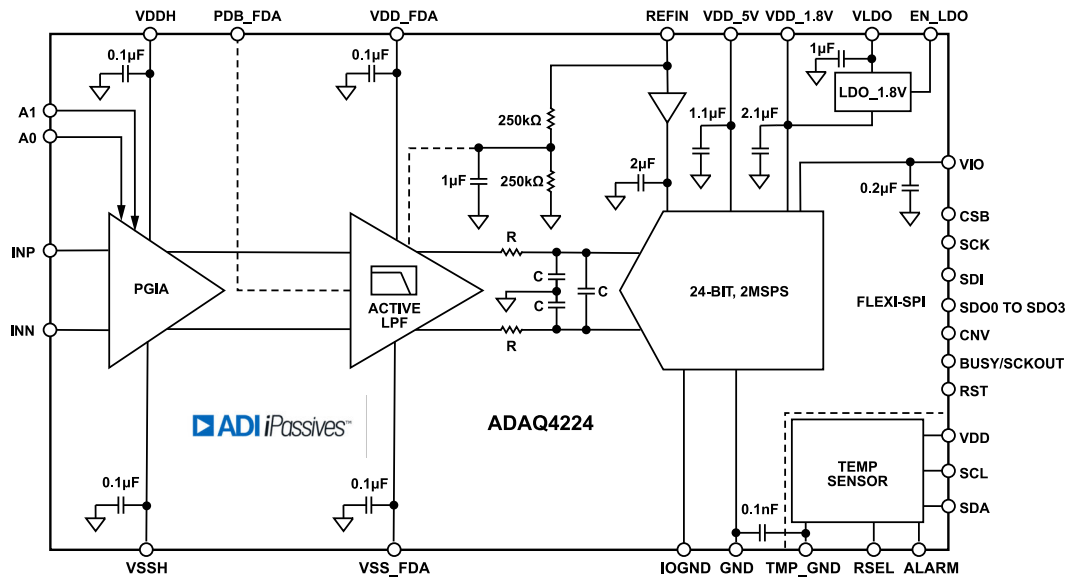 VDDH
PDB_FDA
VDD_FDA
REFIN
VDD_5V
VDD_1.8V
VLDO
EN_LDO
0.1µF
0.1µF
1µF
LDO_1.8V
A1
A0
250kΩ
1.1µF
2.1µF
1µF
250kΩ
2µF
VIO
0.2µF
CSB
SCK
INP
INN
PGIA
ACTIVE
LPF
R
C
C
C
R
24-BIT, 2MSPS
FLEXI-SPI
SDI
SDO0 TO SDO3
CNV
BUSY/SCKOUT
RST
ADI iPassives™
ADAQ4224
TEMP
SENSOR
VDD
SCL
SDA
0.1µF
0.1µF
0.1nF
VSSH
VSS_FDA
IOGND
GND
TMP_GND
RSEL
ALARM